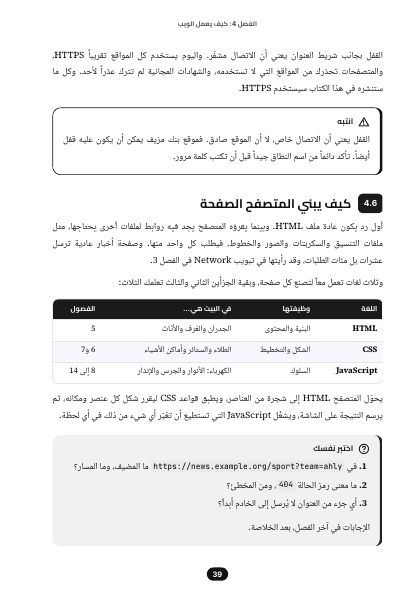 الفصل 4: كيف يعمل الويب
القفل بجانب شريط العنوان يعني أن الاتصال مشفّر. واليوم يستخدم كل المواقع تقريباً HTTPS،
والمتصفحات تحذرك من المواقع التي لا تستخدمه، والشهادات المجانية لم تترك عذراً لأحد. وكل ما
ستنشره في هذا الكتاب سيستخدم HTTPS.
انتبه
القفل يعني أن الاتصال خاص، لا أن الموقع صادق. فموقع بنك مزيف يمكن أن يكون عليه قفل
أيضاً. تأكد دائماً من اسم النطاق جيداً قبل أن تكتب كلمة مرور.
4.6 كيف يبني المتصفح الصفحة
أول رد يكون عادة ملف HTML. وبينما يقرؤه المتصفح يجد فيه روابط لملفات أخرى يحتاجها، مثل
ملفات التنسيق والسكريبتات والصور والخطوط، فيطلب كل واحد منها. وصفحة أخبار عادية ترسل
عشرات بل مئات الطلبات، وقد رأيتها في تبويب Network في الفصل 3.
وثلاث لغات تعمل معاً لتصنع كل صفحة، وبقية الجزأين الثاني والثالث تعلمك الثلاث:
اللغة وظيفتها في البيت هي... الفصول
HTML البنية والمحتوى الجدران والغرف والأثاث 5
CSS الشكل والتخطيط الطلاء والستائر وأماكن الأشياء 6 و7
JavaScript السلوك الكهرباء: الأنوار والجرس والإنذار 8 إلى 14
يحوّل المتصفح HTML إلى شجرة من العناصر، ويطبق قواعد CSS ليقرر شكل كل عنصر ومكانه، ثم
يرسم النتيجة على الشاشة، ويشغّل JavaScript التي تستطيع أن تغيّر أي شيء من ذلك في أي لحظة.
اختبر نفسك
1. في https://news.example.org/sport?team=ahly ما المضيف، وما المسار؟
2. ما معنى رمز الحالة 404، ومن المخطئ؟
3. أي جزء من العنوان لا يُرسل إلى الخادم أبداً؟
الإجابات في آخر الفصل، بعد الخلاصة.
39